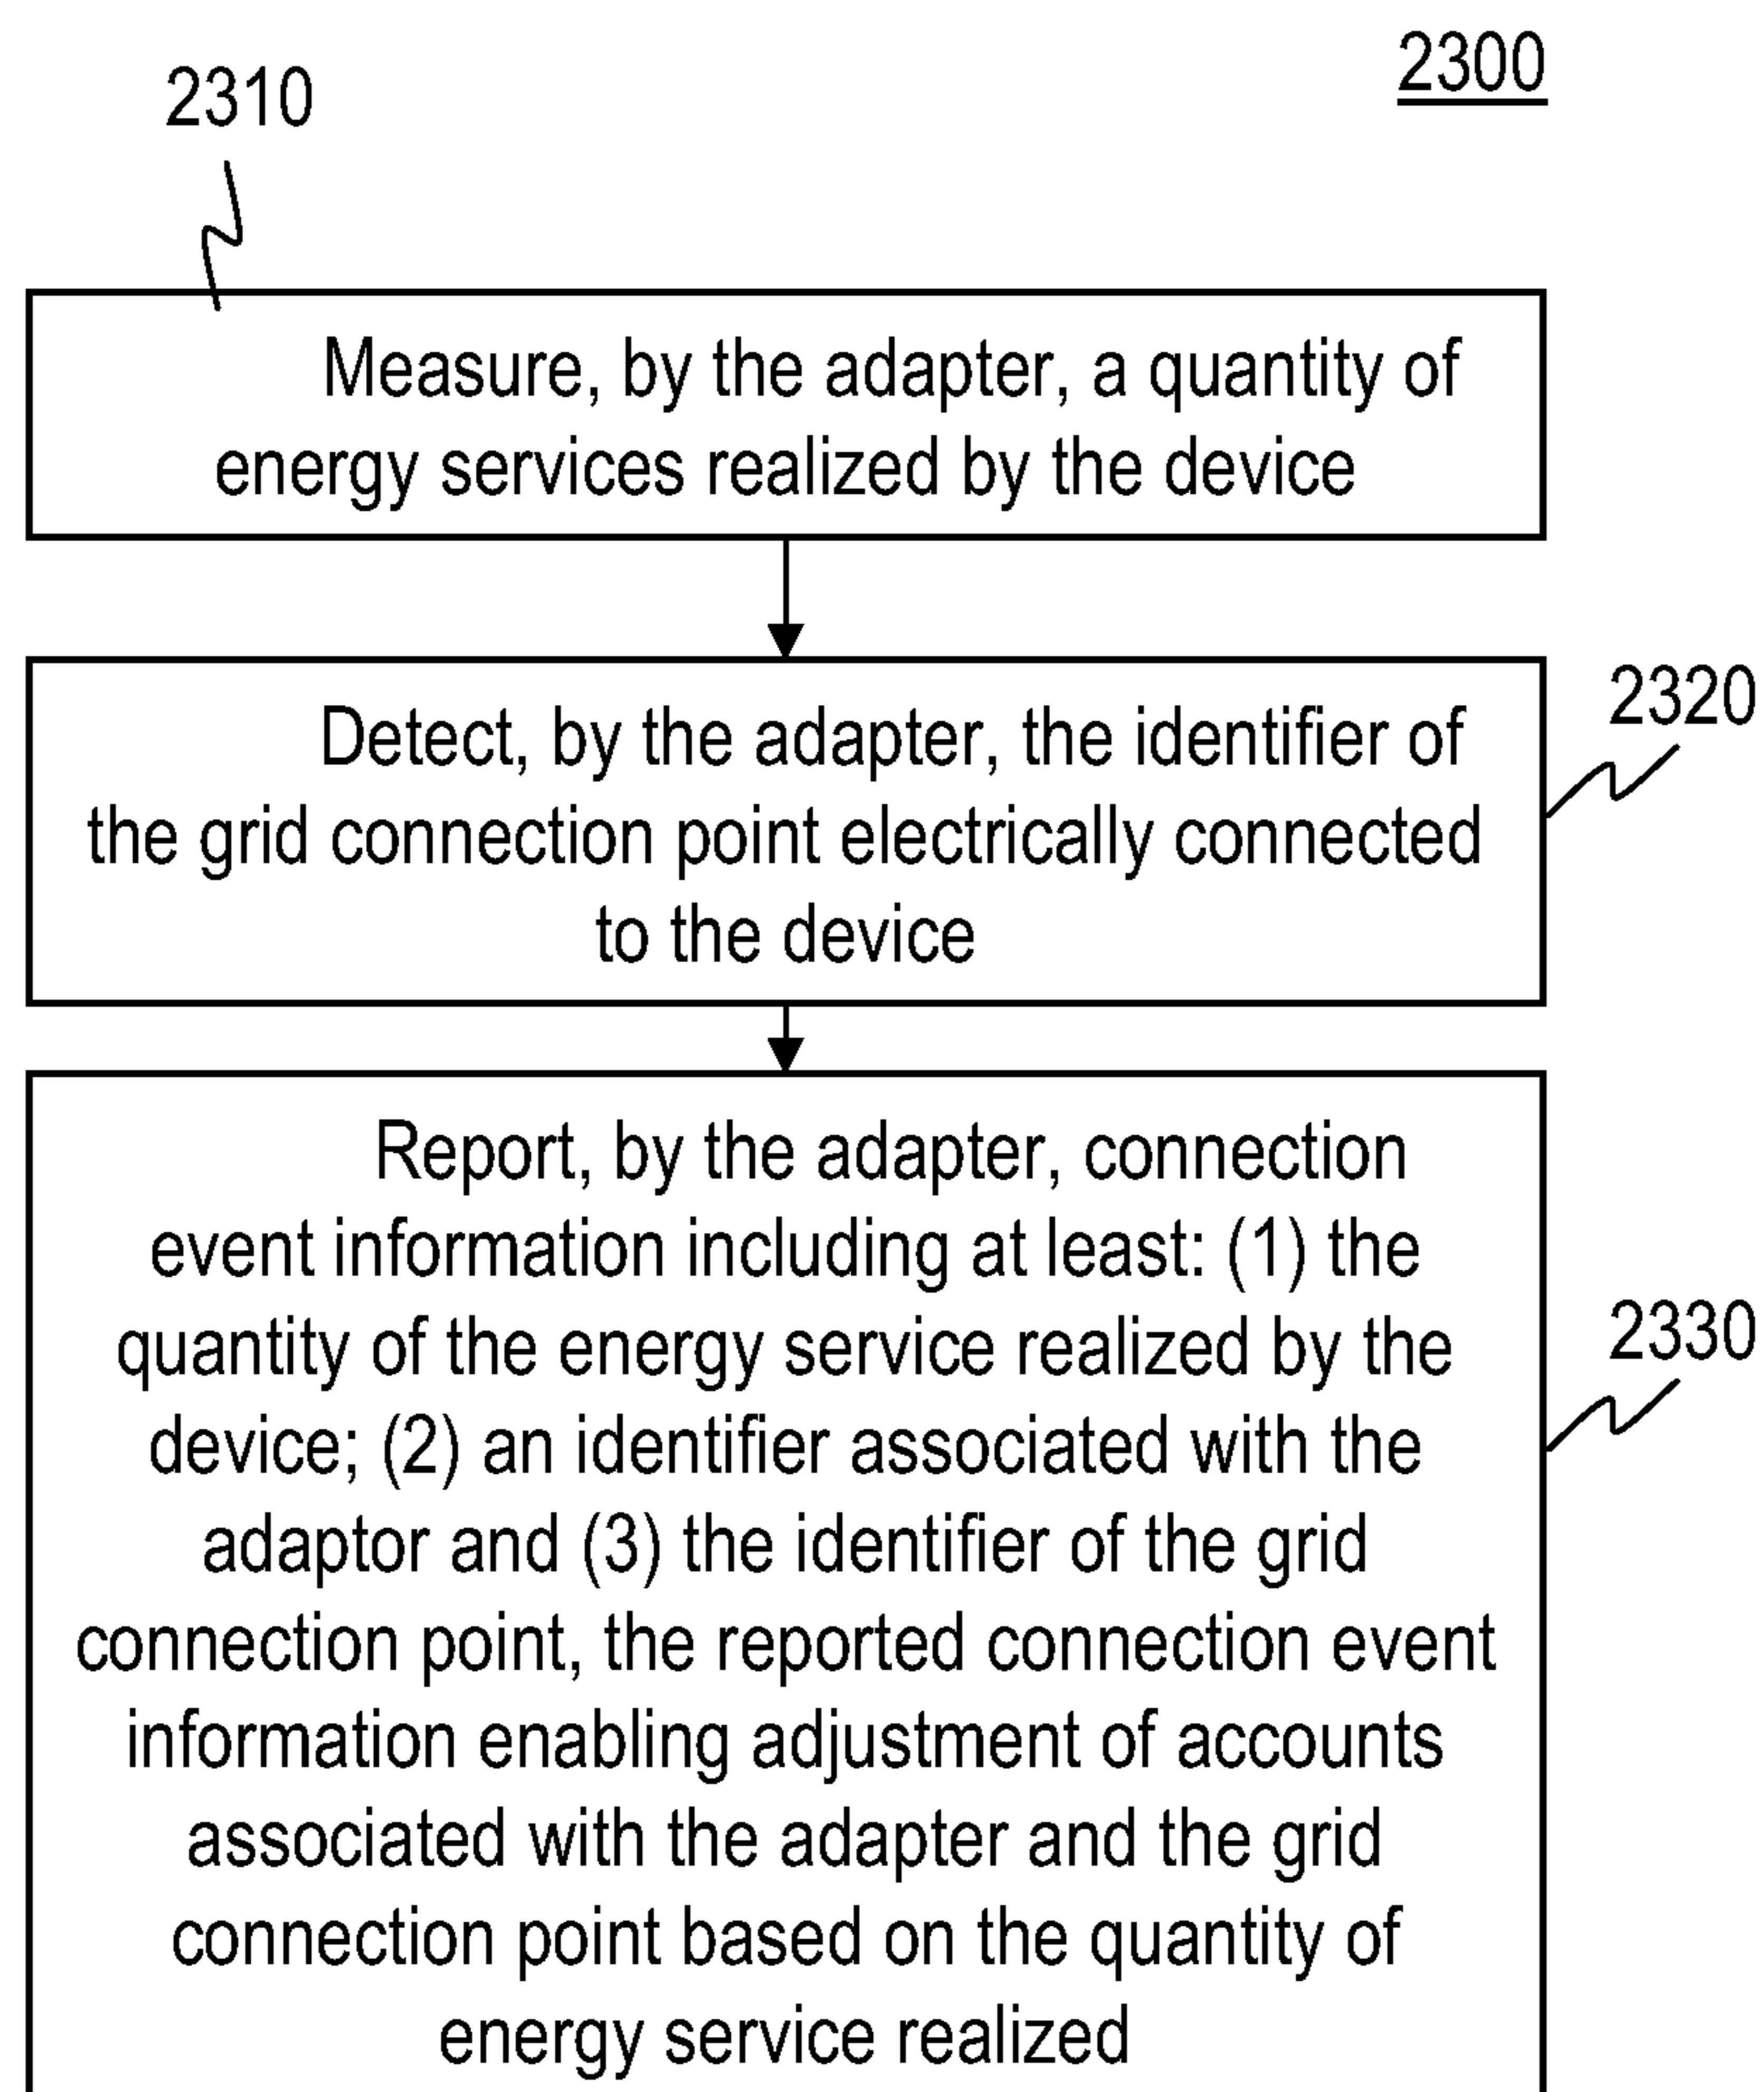 2300
2310
Measure, by the adapter, a quantity of
energy services realized by the device
Detect, by the adapter, the identifier of
the grid connection point electrically connected
to the device
2320
Report, by the adapter, connection
event information including at least: (1) the
quantity of the energy service realized by the
device; (2) an identifier associated with the
adaptor and (3) the identifier of the grid
connection point, the reported connection event
information enabling adjustment of accounts
associated with the adapter and the grid
connection point based on the quantity of
energy service realized
2330